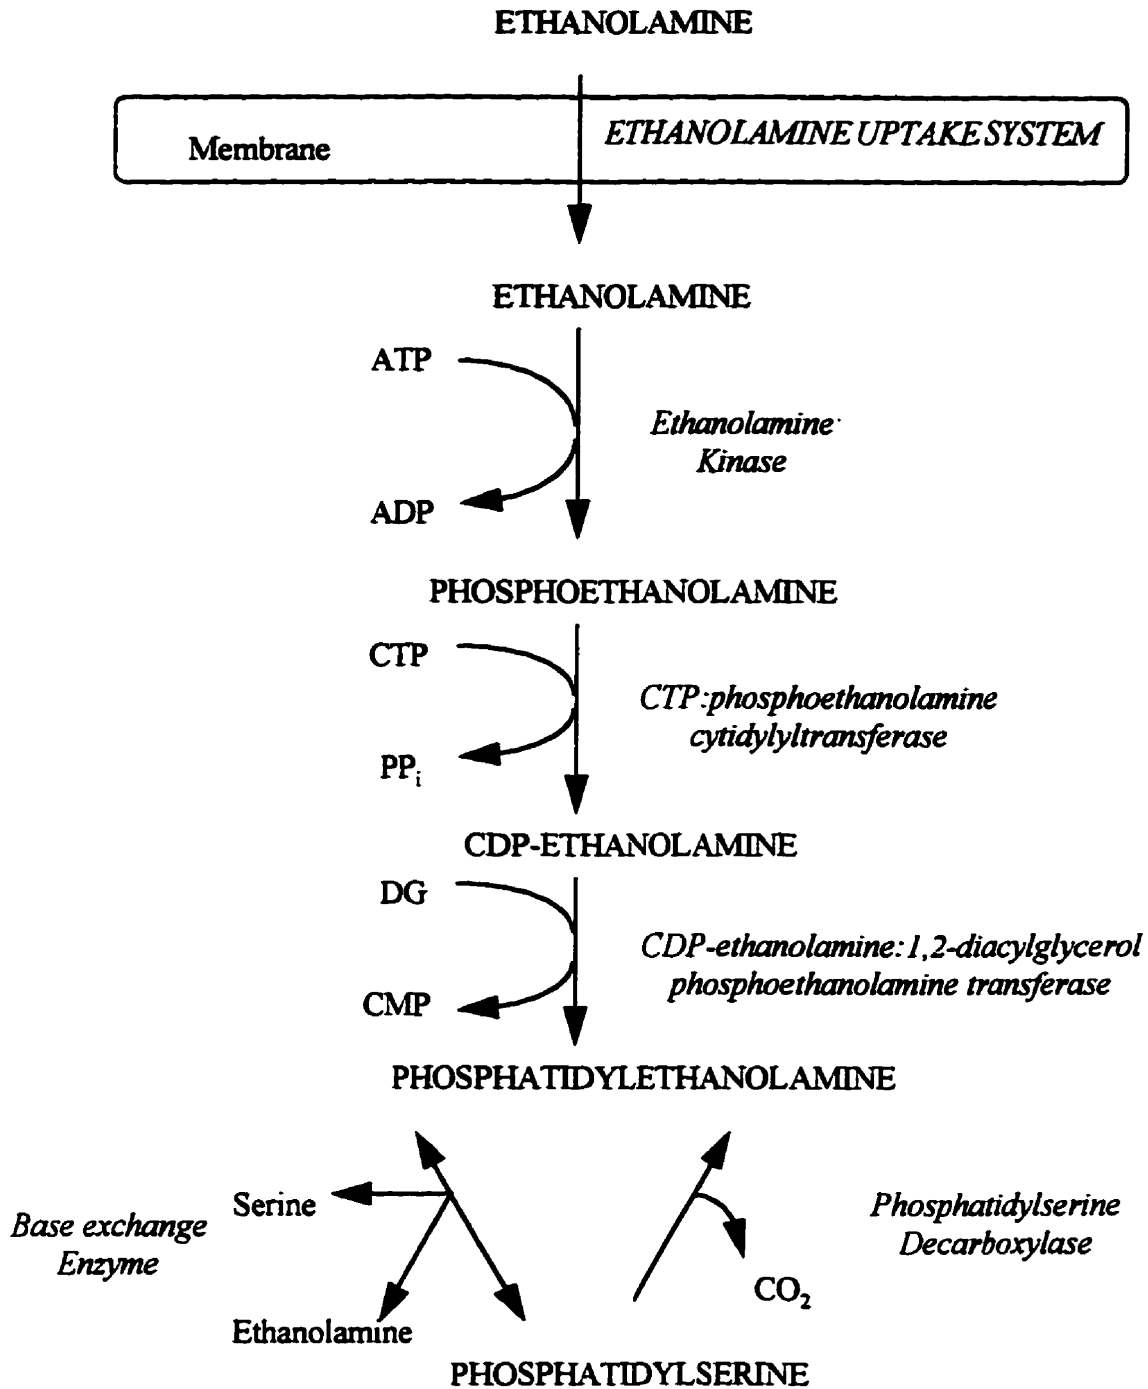 ETHANOLAMINE
Membrane
ETHANOLAMINE UPTAKE SYSTEM
ETHANOLAMINE
ATP
Ethanolamine
Kinase
ADP
PHOSPHOETHANOLAMINE
CTP
CTP:phosphoethanolamine
cytidylyltransferase
PPi
CDP-ETHANOLAMINE
DG
CDP-ethanolamine:1,2-diacylglycerol
phosphoethanolamine transferase
CMP
PHOSPHATIDYLETHANOLAMINE
Serine
Base exchange
Enzyme
Phosphatidylserine
Decarboxylase
CO2
Ethanolamine
PHOSPHATIDYLSERINE